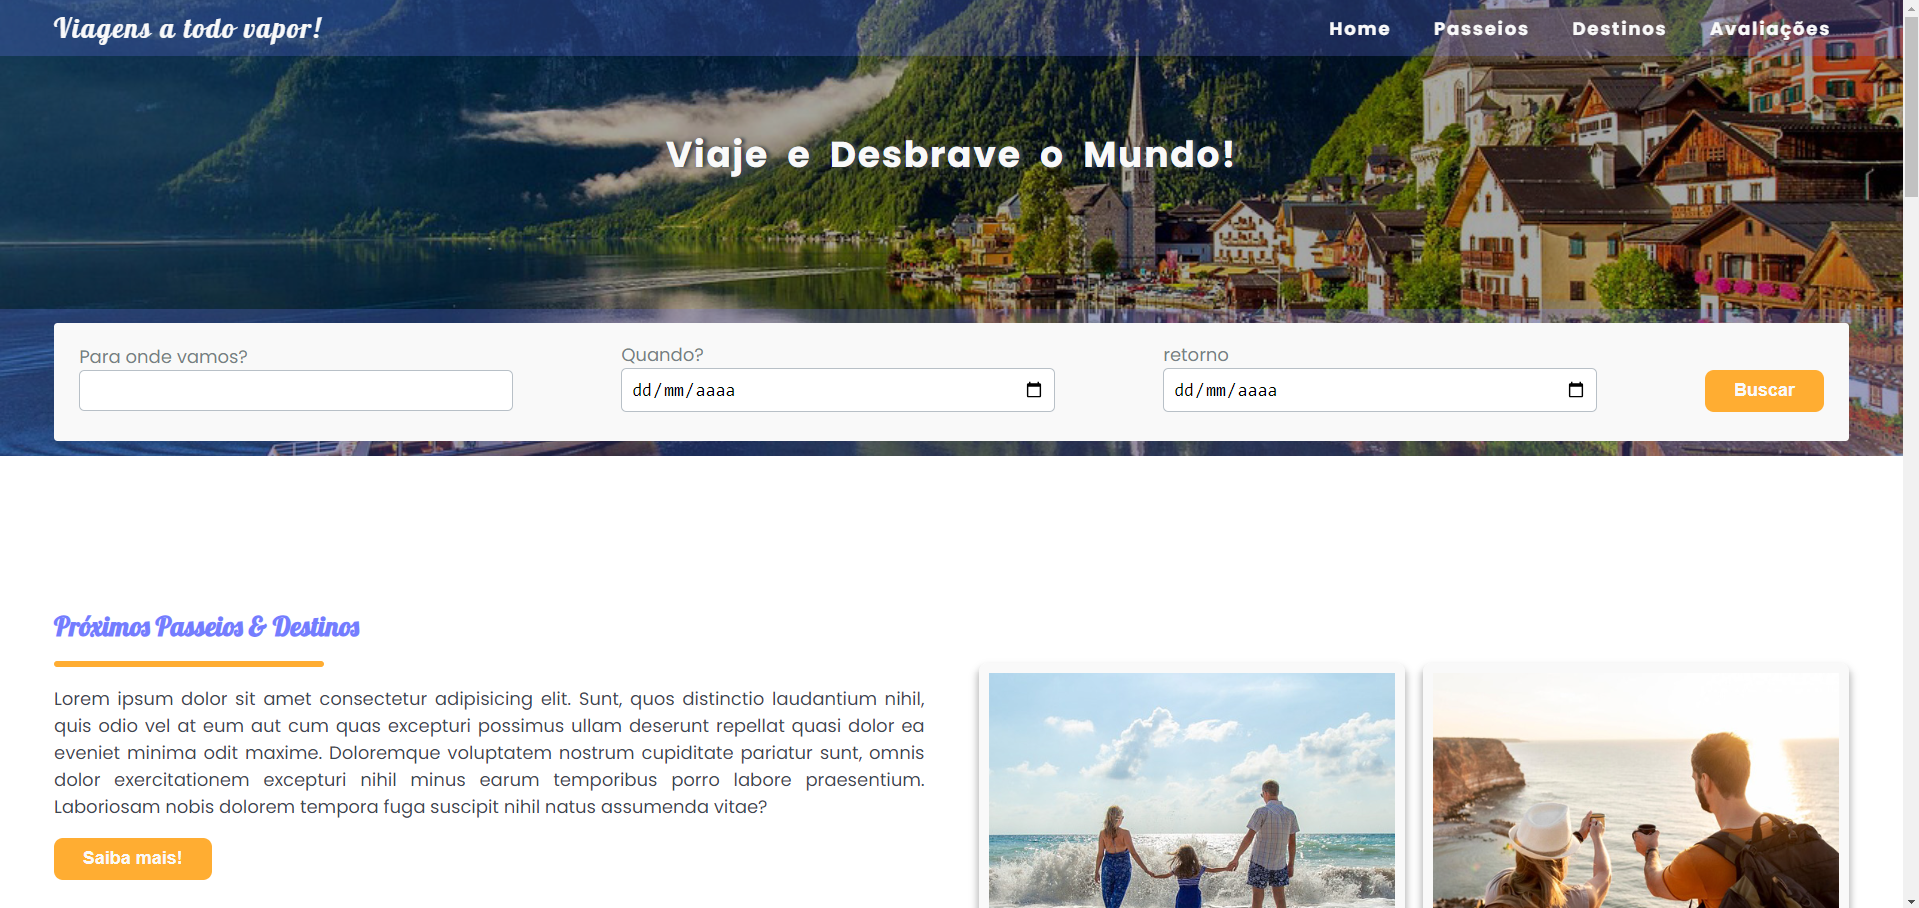 Viagens a todo vapor!
Home Passeios Destinos Avaliações
Viaje e Desbrave o Mundo!
Para onde vamos?
Quando?
retorno
dd/mm/aaaa
dd/mm/aaaa
Buscar
Próximos Passeios & Destinos
Lorem ipsum dolor sit amet consectetur adipisicing elit. Sunt, quos distinctio laudantium nihil,
quis odio vel at eum aut cum quas excepturi possimus ullam deserunt repellat quasi dolor ea
eveniet minima odit maxime. Doloremque voluptatem nostrum cupiditate pariatur sunt, omnis
dolor exercitationem excepturi nihil minus earum temporibus porro labore praesentium.
Laboriosam nobis dolorem tempora fuga suscipit nihil natus assumenda vitae?
Saiba mais!